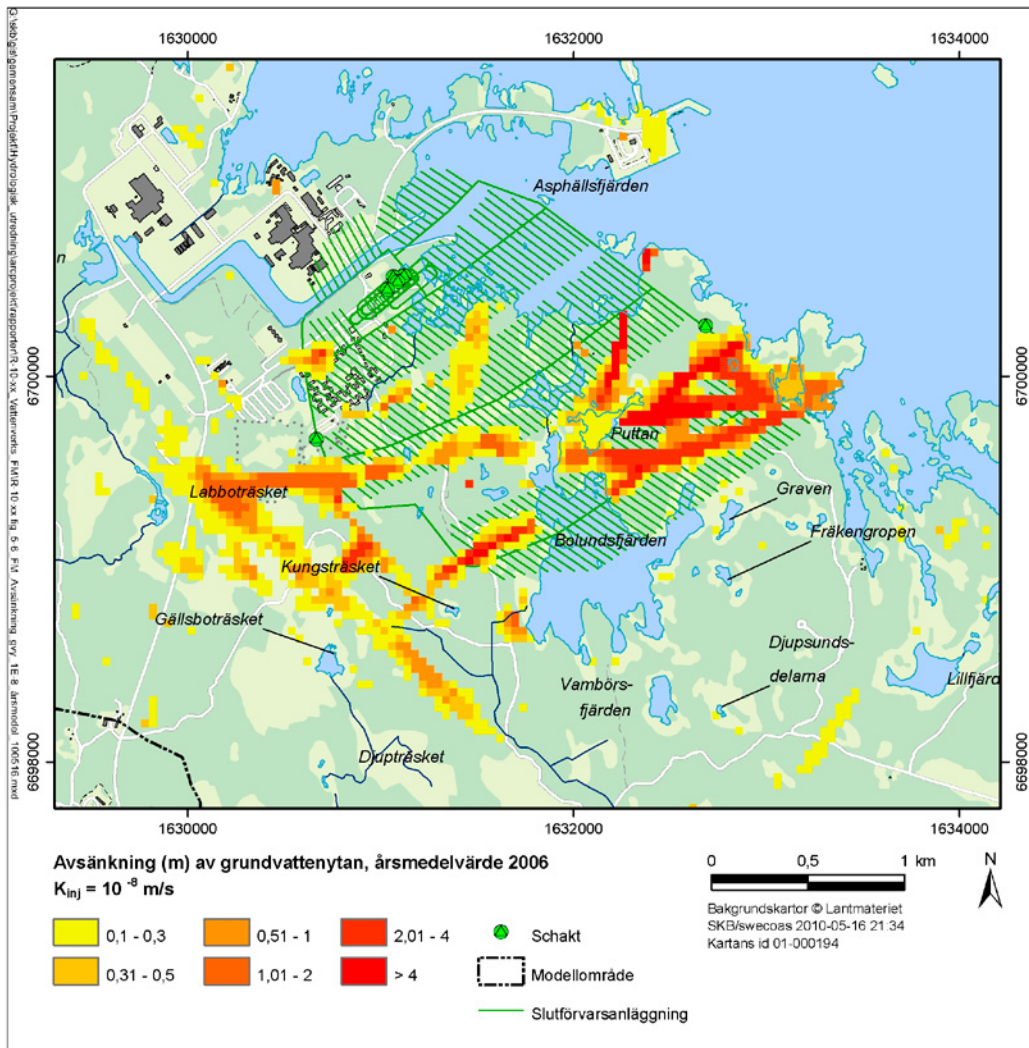 1630000
1632000
1634000
Asphällsfjärden
n
6700000
6700000
Puttan
Labboträsket
Graven
Bolundsfjärden
Fräkengropen
Kungsträsket
Gällsboträsket
Djupsunds-
delarna
Lillfjärd
Vambörs-
fjärden
Djupträsket
6698000
6698000
1630000
1632000
1634000
Avsänkning (m) av grundvattenytan, årsmedelvärde 2006
Kinj = 10 -8 m/s
0,1 - 0,3
0,51 - 1
2,01 - 4
0,31 - 0,5
1,01 - 2
> 4
Schakt
Modellområde
Slutförvarsanläggning
0 0,5 1 km
N
Bakgrundskartor © Lantmateriet
SKB/swecoas 2010-05-16 21:34
Kartans id 01-000194